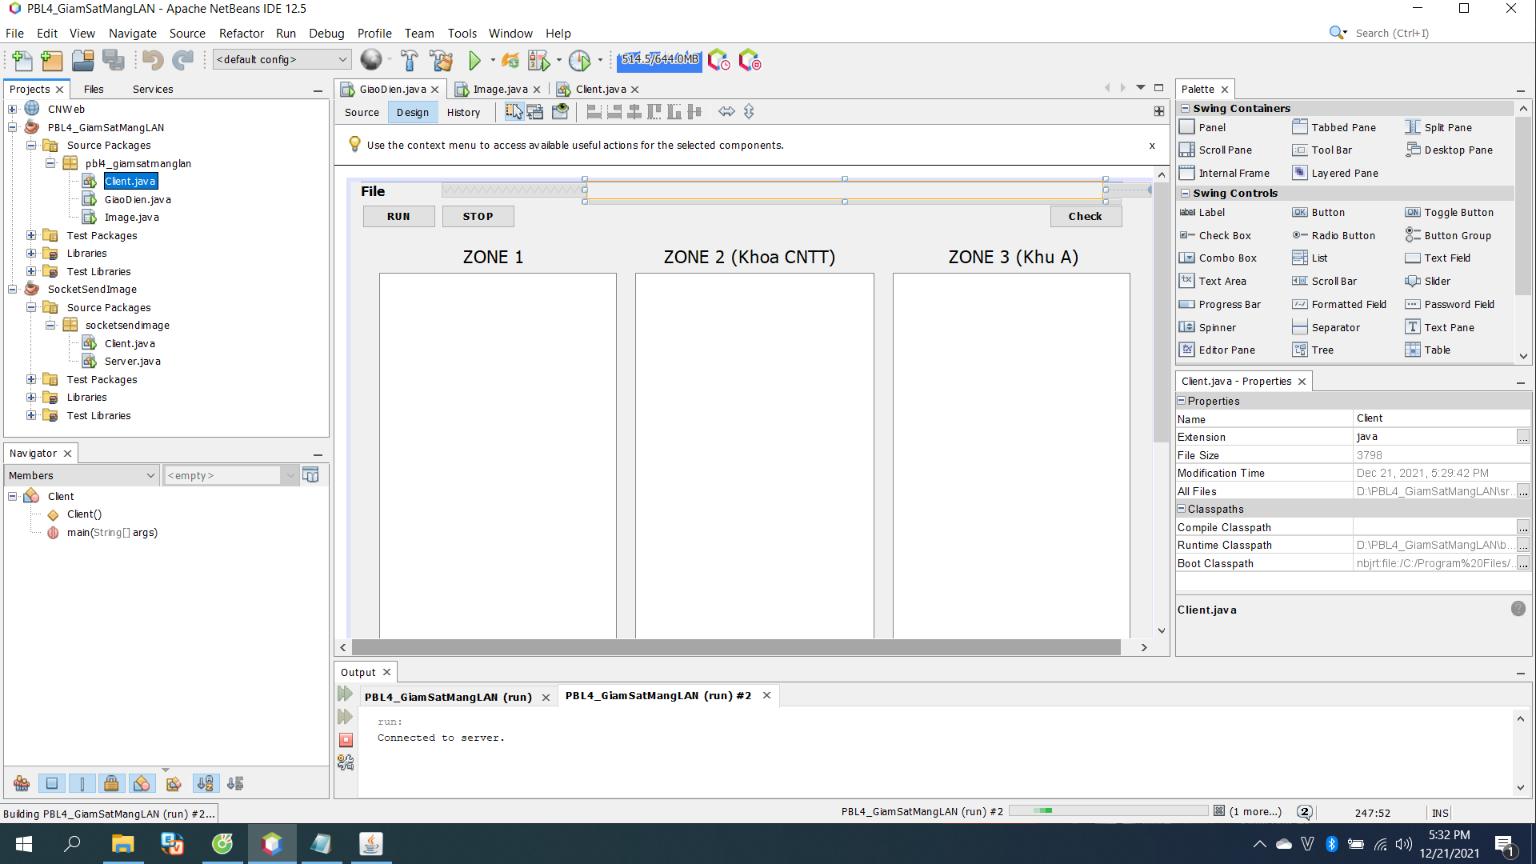 PBL4_GiamSatMangLAN - Apache NetBeans IDE 12.5
File Edit View Navigate Source Refactor Run Debug Profile Team Tools Window Help
Search (Ctrl+I)
<default config>
514.5/644.0MB
Projects Files Services
CNWeb
PBL4_GiamSatMangLAN
Source Packages
pbl4_giamsatmanglan
Client.java
GiaoDien.java
Image.java
Test Packages
Libraries
Test Libraries
SocketSendImage
Source Packages
socketsendimage
Client.java
Server.java
Test Packages
Libraries
Test Libraries
Navigator
Members <empty>
Client
Client()
main(String[] args)
GiaoDien.java Image.java Client.java
Source Design History
Use the context menu to access available useful actions for the selected components. x
File
RUN STOP Check
ZONE 1 ZONE 2 (Khoa CNTT) ZONE 3 (Khu A)
Output
PBL4_GiamSatMangLAN (run) PBL4_GiamSatMangLAN (run) #2
run:
Connected to server.
Palette
Swing Containers
Panel Tabbed Pane Split Pane
Scroll Pane Tool Bar Desktop Pane
Internal Frame Layered Pane
Swing Controls
Label Button Toggle Button
Check Box Radio Button Button Group
Combo Box List Text Field
Text Area Scroll Bar Slider
Progress Bar Formatted Field Password Field
Spinner Separator Text Pane
Editor Pane Tree Table
Client.java - Properties
Properties
Name Client
Extension java
File Size 3798
Modification Time Dec 21, 2021, 5:29:42 PM
All Files D:\PBL4_GiamSatMangLAN\sr...
Classpaths
Compile Classpath
Runtime Classpath D:\PBL4_GiamSatMangLAN\b...
Boot Classpath nbjrt:file:/C:/Program%20Files/...
Client.java
Building PBL4_GiamSatMangLAN (run) #2...
PBL4_GiamSatMangLAN (run) #2 (1 more...) 2 247:52 INS
5:32 PM
12/21/2021
1